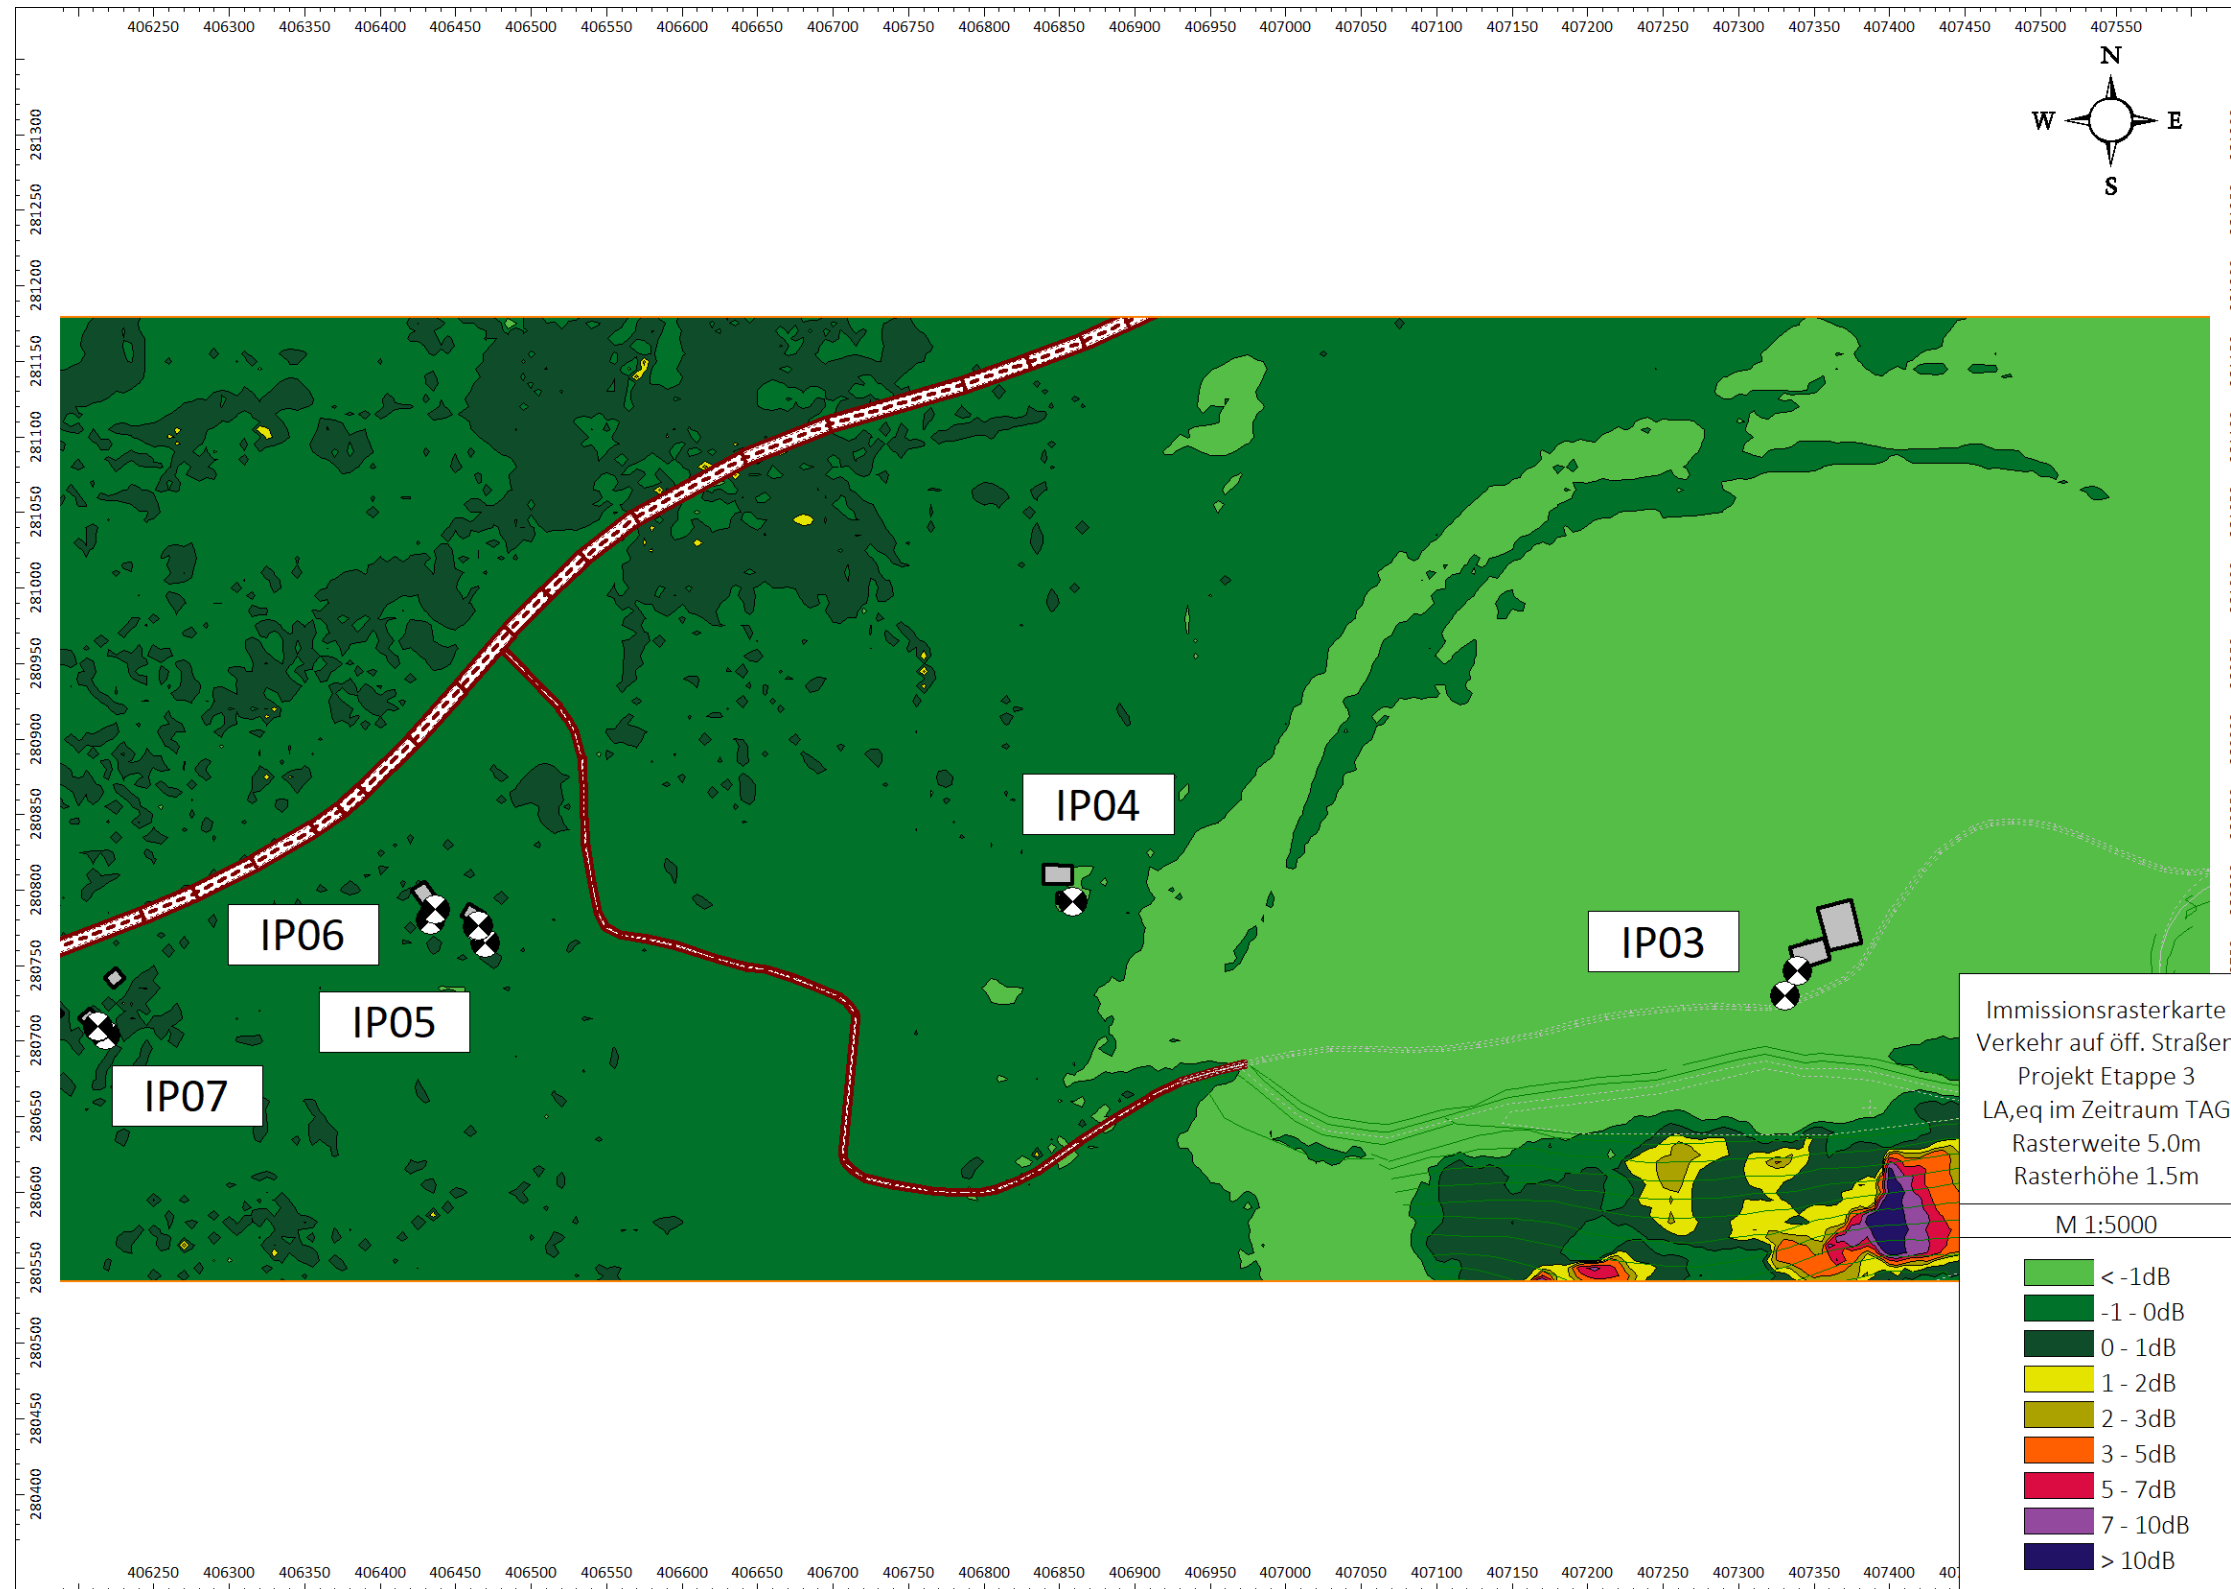 406250 406300 406350 406400 406450 406500 406550 406600 406650 406700 406750 406800 406850 406900 406950 407000 407050 407100 407150 407200 407250 407300 407350 407400 407450 407500 407550
N
W E
S
281300
281250
281200
281150
281100
281050
281000
280950
280900
280850
280800
280750
280700
280650
280600
280550
280500
280450
280400
IP04
IP06
IP03
IP05
IP07
Immissionsrasterkarte
Verkehr auf öff. Straßen
Projekt Etappe 3
LA,eq im Zeitraum TAG
Rasterweite 5.0m
Rasterhöhe 1.5m
M 1:5000
< -1dB
-1 - 0dB
0 - 1dB
1 - 2dB
2 - 3dB
3 - 5dB
5 - 7dB
7 - 10dB
> 10dB
406250 406300 406350 406400 406450 406500 406550 406600 406650 406700 406750 406800 406850 406900 406950 407000 407050 407100 407150 407200 407250 407300 407350 407400